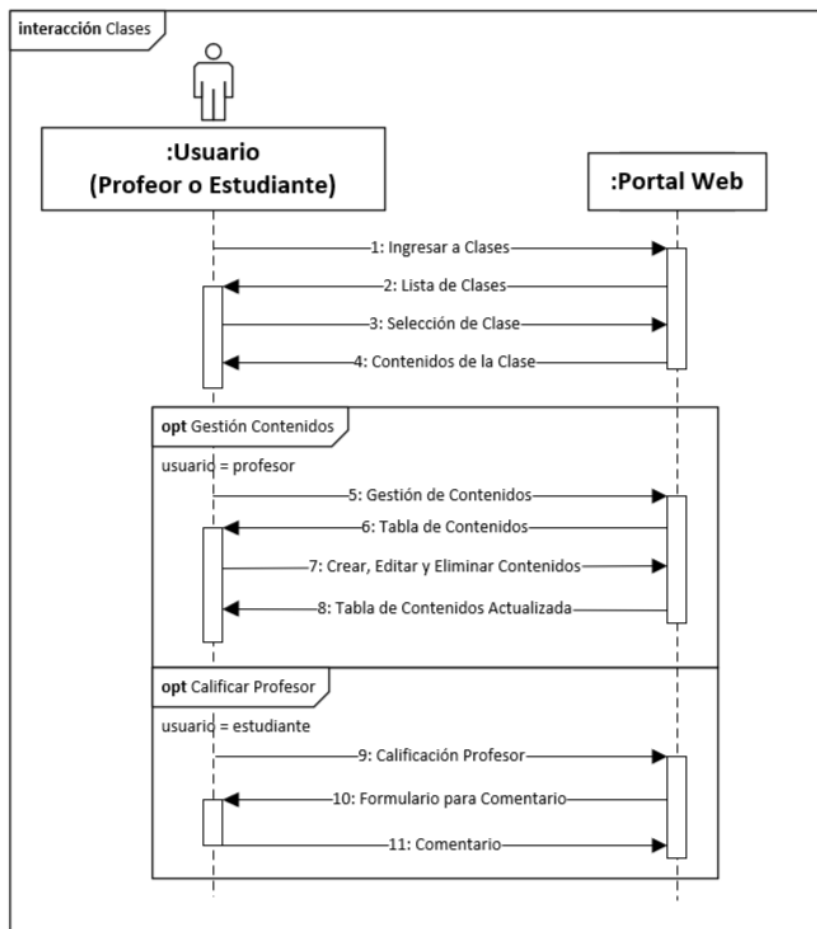 interacción Clases
:Usuario
(Profeor o Estudiante)
:Portal Web
1: Ingresar a Clases
2: Lista de Clases
3: Selección de Clase
4: Contenidos de la Clase
opt Gestión Contenidos
usuario = profesor
5: Gestión de Contenidos
6: Tabla de Contenidos
7: Crear, Editar y Eliminar Contenidos
8: Tabla de Contenidos Actualizada
opt Calificar Profesor
usuario = estudiante
9: Calificación Profesor
10: Formulario para Comentario
11: Comentario